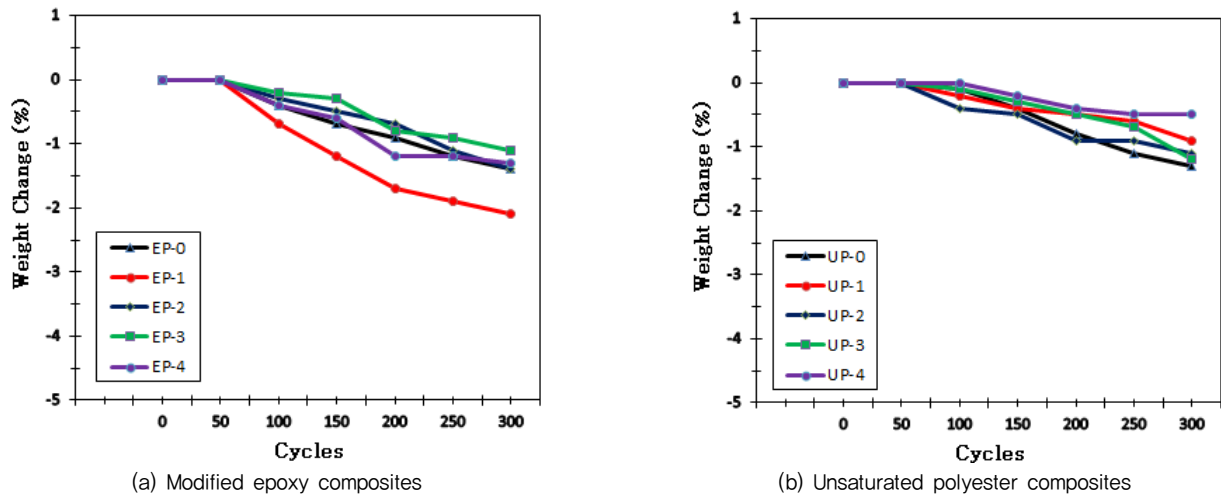 1
0
-1
-2
-3
-4
-5
Weight Change (%)
EP-0
EP-1
EP-2
EP-3
EP-4
0 50 100 150 200 250 300
Cycles
(a) Modified epoxy composites
1
0
-1
-2
-3
-4
-5
Weight Change (%)
UP-0
UP-1
UP-2
UP-3
UP-4
0 50 100 150 200 250 300
Cycles
(b) Unsaturated polyester composites